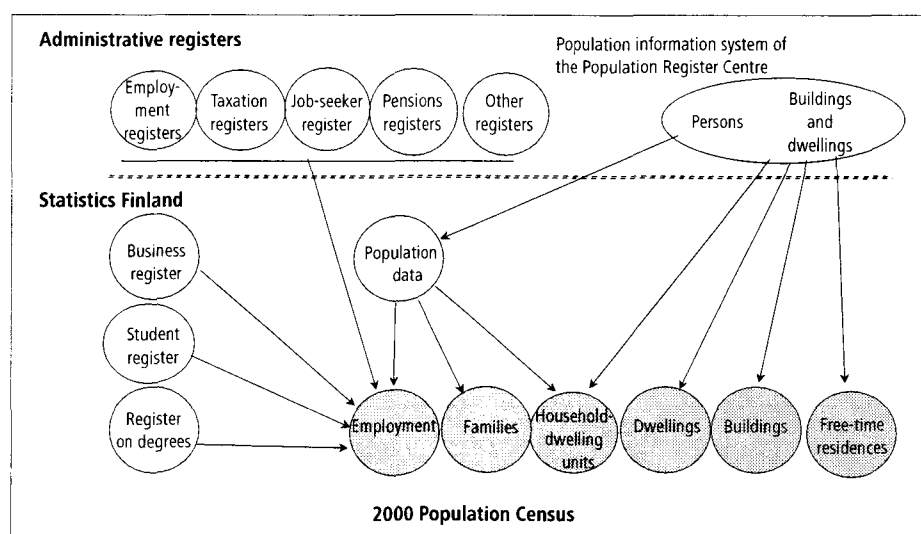 Administrative registers
Population information system of
the Population Register Centre
Employ-
ment
registers
Taxation
registers
Job-seeker
register
Pensions
registers
Other
registers
Persons
Buildings
and
dwellings
Statistics Finland
Business
register
Student
register
Register
on degrees
Population
data
Employment
Families
Household-
dwelling
units
Dwellings
Buildings
Free-time
residences
2000 Population Census